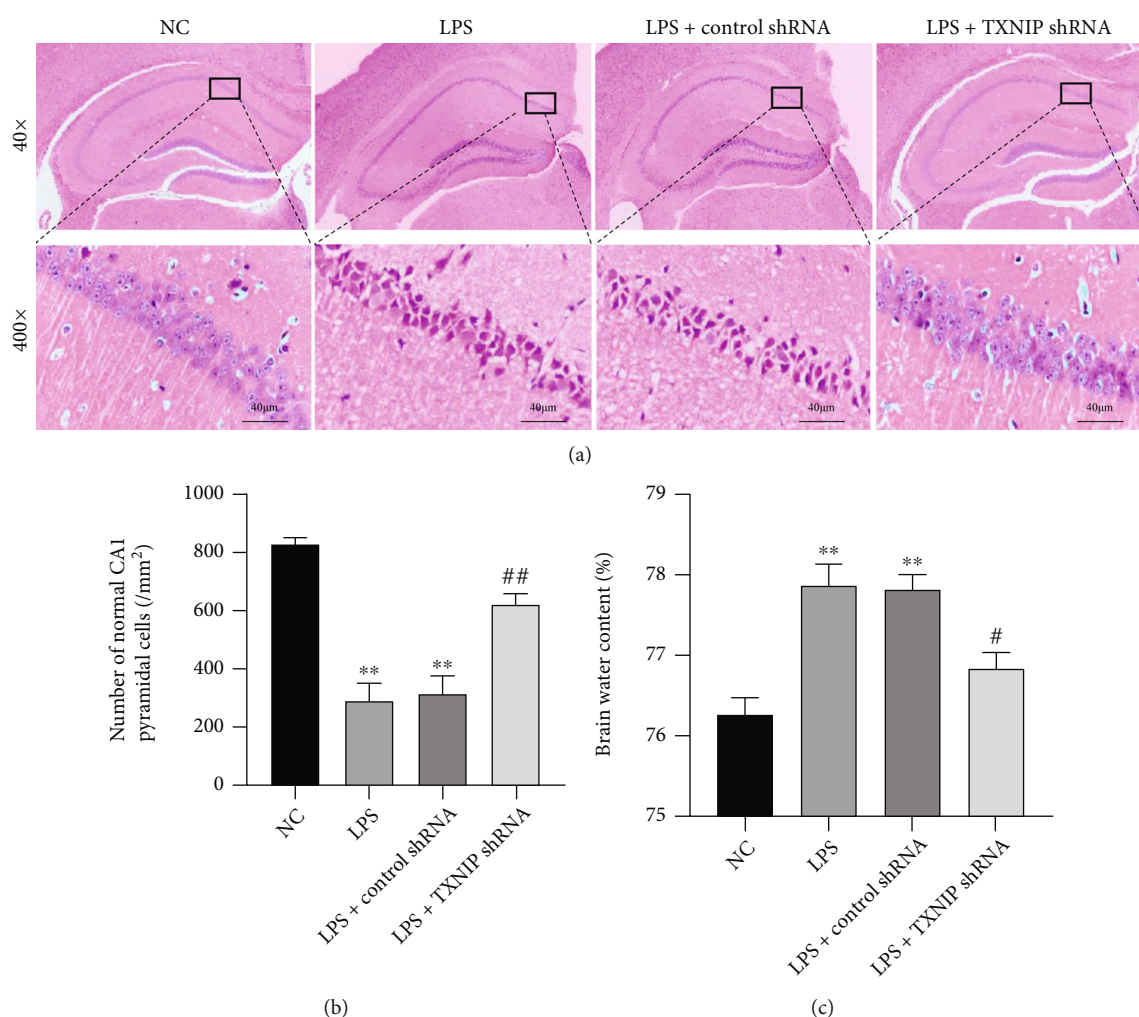 NC LPS LPS + control shRNA LPS + TXNIP shRNA
40×
400×
40μm 40μm 40μm 40μm
(a)
Number of normal CA1
pyramidal cells (/mm²)
1000
800
600
400
200
0
**
**
##
NC
LPS
LPS + control shRNA
LPS + TXNIP shRNA
(b)
Brain water content (%)
79
78
77
76
75
**
**
#
NC
LPS
LPS + control shRNA
LPS + TXNIP shRNA
(c)